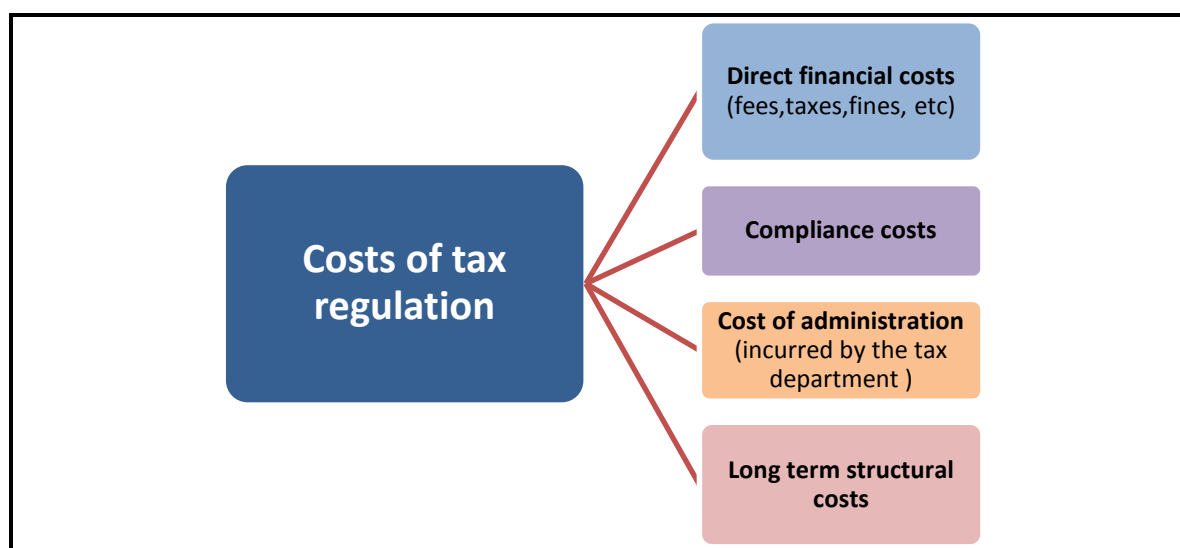 Costs of tax
regulation
Direct financial costs
(fees,taxes,fines, etc)
Compliance costs
Cost of administration
(incurred by the tax
department )
Long term structural
costs